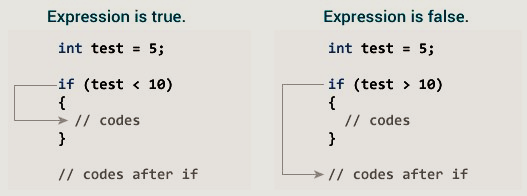 Expression is true.
int test = 5;
if (test < 10)
{
// codes
}
// codes after if
Expression is false.
int test = 5;
if (test > 10)
{
// codes
}
// codes after if